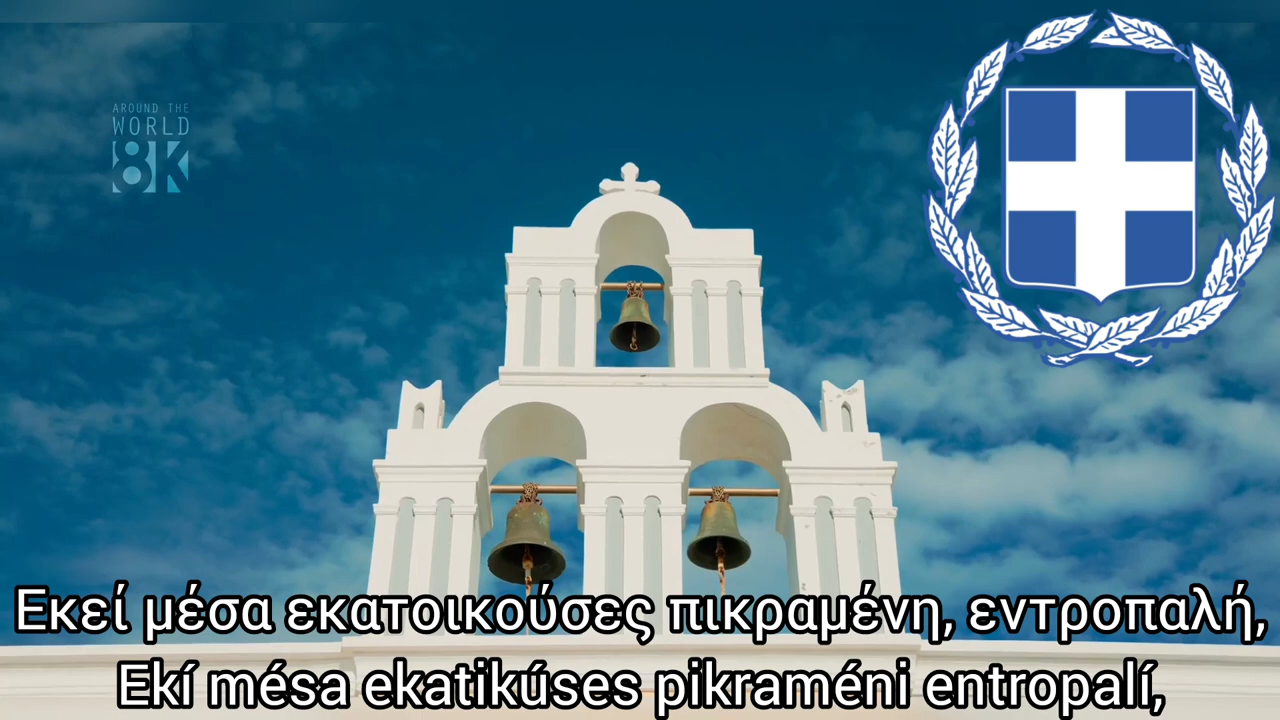 AROUND THE
WORLD
8K
Εκεί μέσα εκατοικούσες πικραμένη, εντροπαλή,
Ekí mésa ekatikúses pikraméni entropalí,